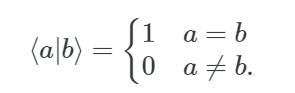 ⟨a|b⟩ = { 1 a = b
0 a ≠ b.